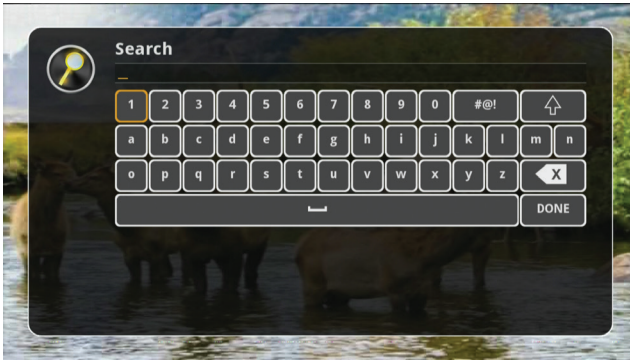 Search
_
1 2 3 4 5 6 7 8 9 0 #@!
a b c d e f g h i j k l m n
o p q r s t u v w x y z X
DONE